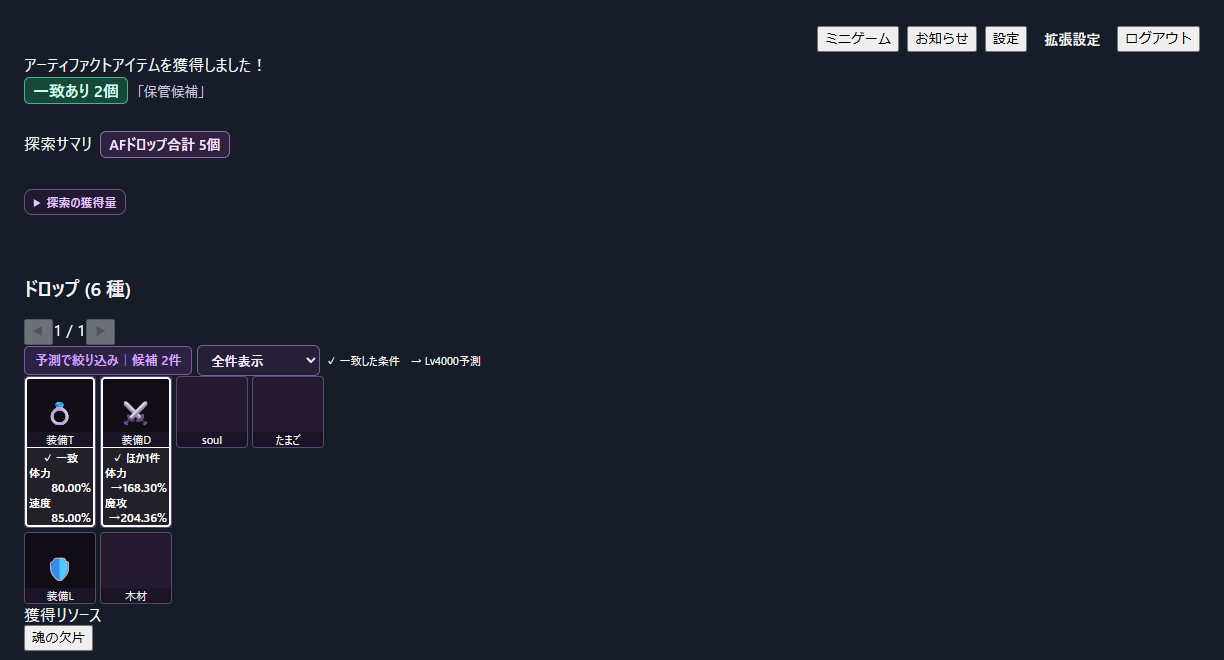 ミニゲーム お知らせ 設定 拡張設定 ログアウト
アーティファクトアイテムを獲得しました！
一致あり 2個 「保管候補」
探索サマリ AFドロップ合計 5個
▶ 探索の獲得量
ドロップ (6 種)
◀ 1 / 1 ▶
予測で絞り込み｜候補 2件 全件表示 ✓ 一致した条件 → Lv4000予測
装備T 装備D soul たまご
✓ 一致 ✓ ほか1件
体力 体力
80.00% →168.30%
速度 魔攻
85.00% →204.36%
装備L 木材
獲得リソース
魂の欠片